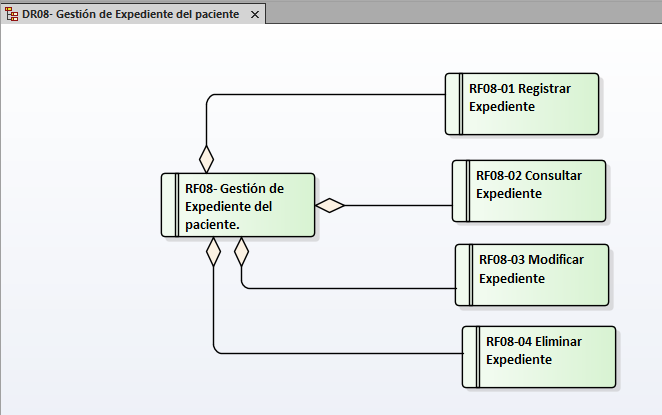 DR08- Gestión de Expediente del paciente
RF08-01 Registrar
Expediente
RF08- Gestión de
Expediente del
paciente.
RF08-02 Consultar
Expediente
RF08-03 Modificar
Expediente
RF08-04 Eliminar
Expediente